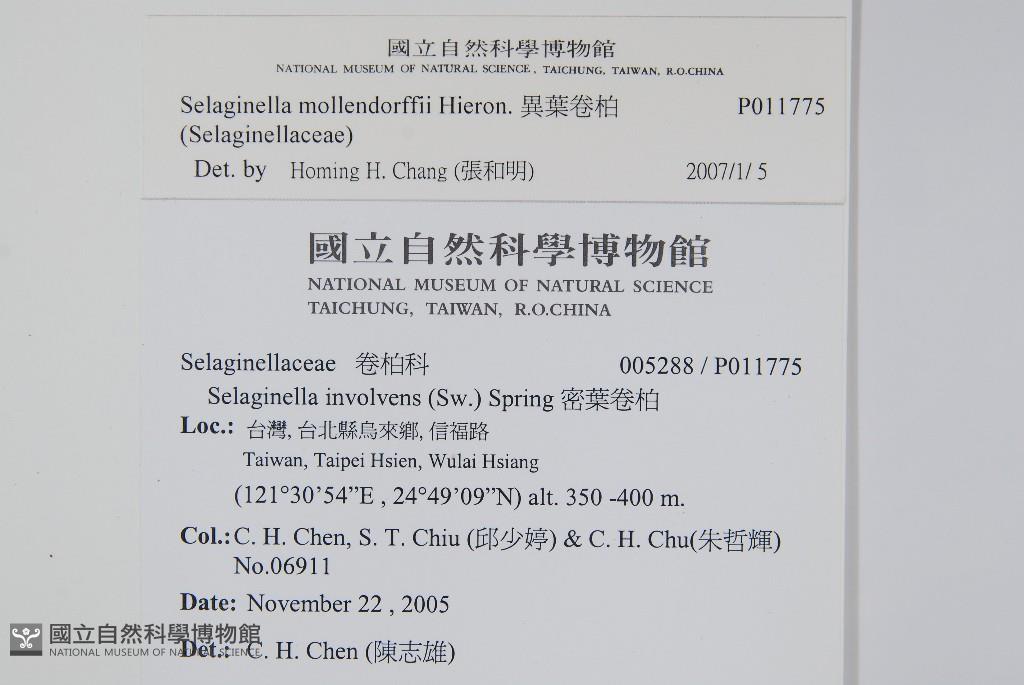 國立自然科學博物館
NATIONAL MUSEUM OF NATURAL SCIENCE, TAICHUNG, TAIWAN, R.O.CHINA
Selaginella mollendorffii Hieron. 異葉卷柏 P011775
(Selaginellaceae)
Det. by Homing H. Chang (張和明) 2007/1/ 5
國立自然科學博物館
NATIONAL MUSEUM OF NATURAL SCIENCE
TAICHUNG, TAIWAN, R.O.CHINA
Selaginellaceae 卷柏科 005288 / P011775
Selaginella involvens (Sw.) Spring 密葉卷柏
Loc.: 台灣, 台北縣烏來鄉, 信福路
Taiwan, Taipei Hsien, Wulai Hsiang
(121°30’54”E , 24°49’09”N) alt. 350 -400 m.
Col.: C. H. Chen, S. T. Chiu (邱少婷) & C. H. Chu(朱哲輝)
No.06911
Date: November 22 , 2005
Det.: C. H. Chen (陳志雄)
國立自然科學博物館
NATIONAL MUSEUM OF NATURAL SCIENCE